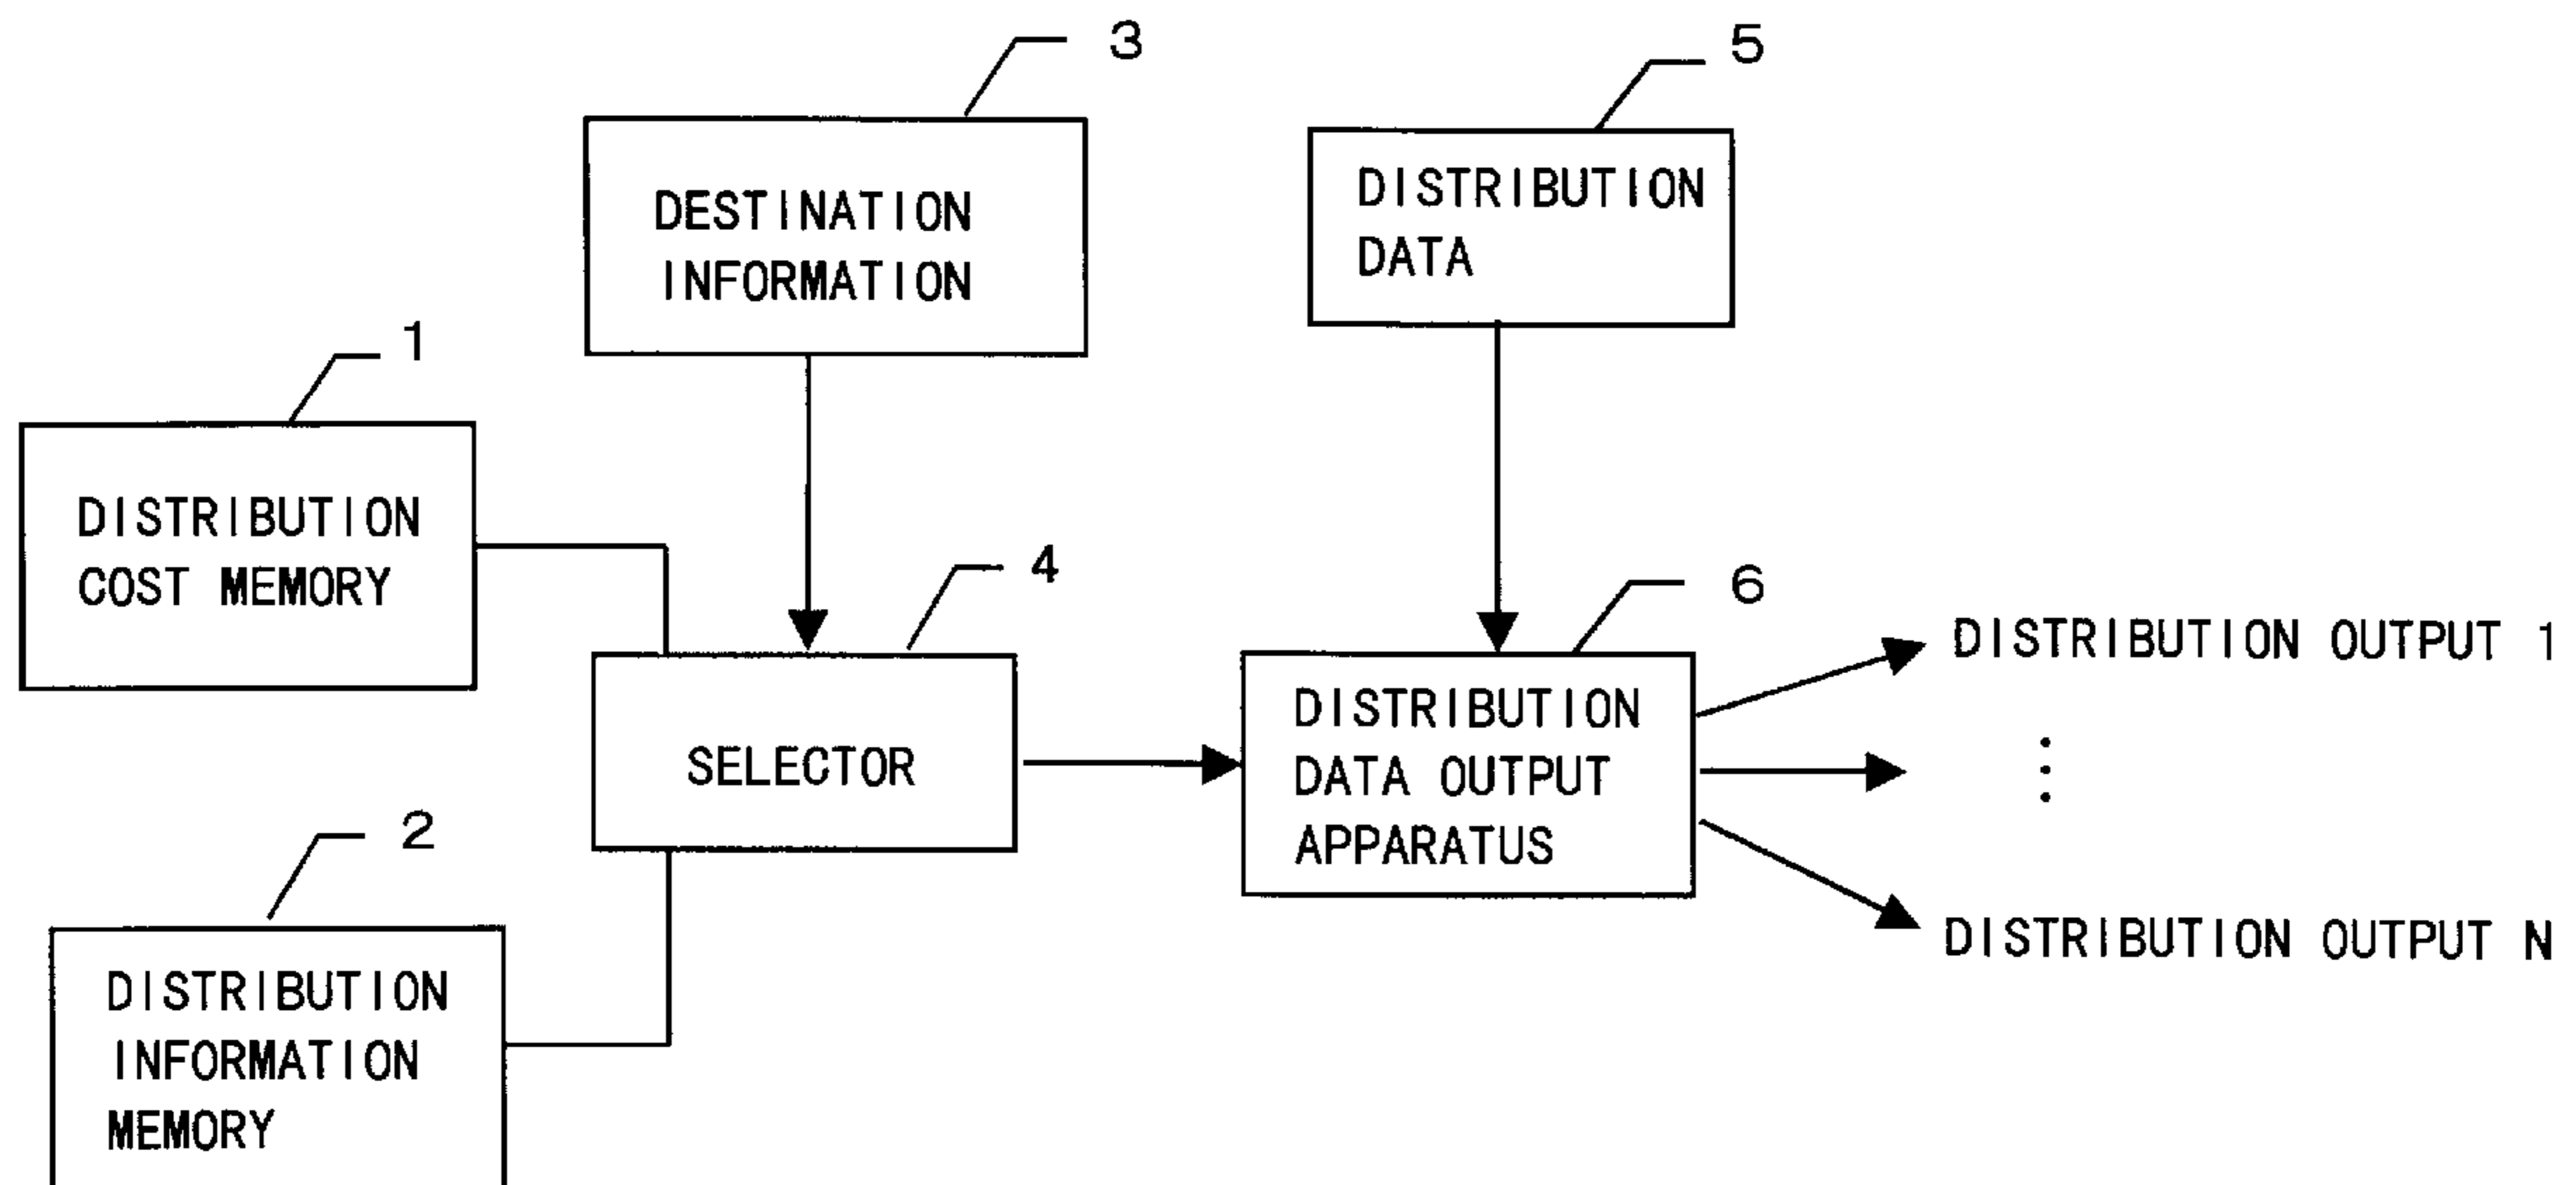 3
DESTINATION
INFORMATION
5
DISTRIBUTION
DATA
1
DISTRIBUTION
COST MEMORY
4
SELECTOR
6
DISTRIBUTION
DATA OUTPUT
APPARATUS
DISTRIBUTION OUTPUT 1
DISTRIBUTION OUTPUT N
2
DISTRIBUTION
INFORMATION
MEMORY